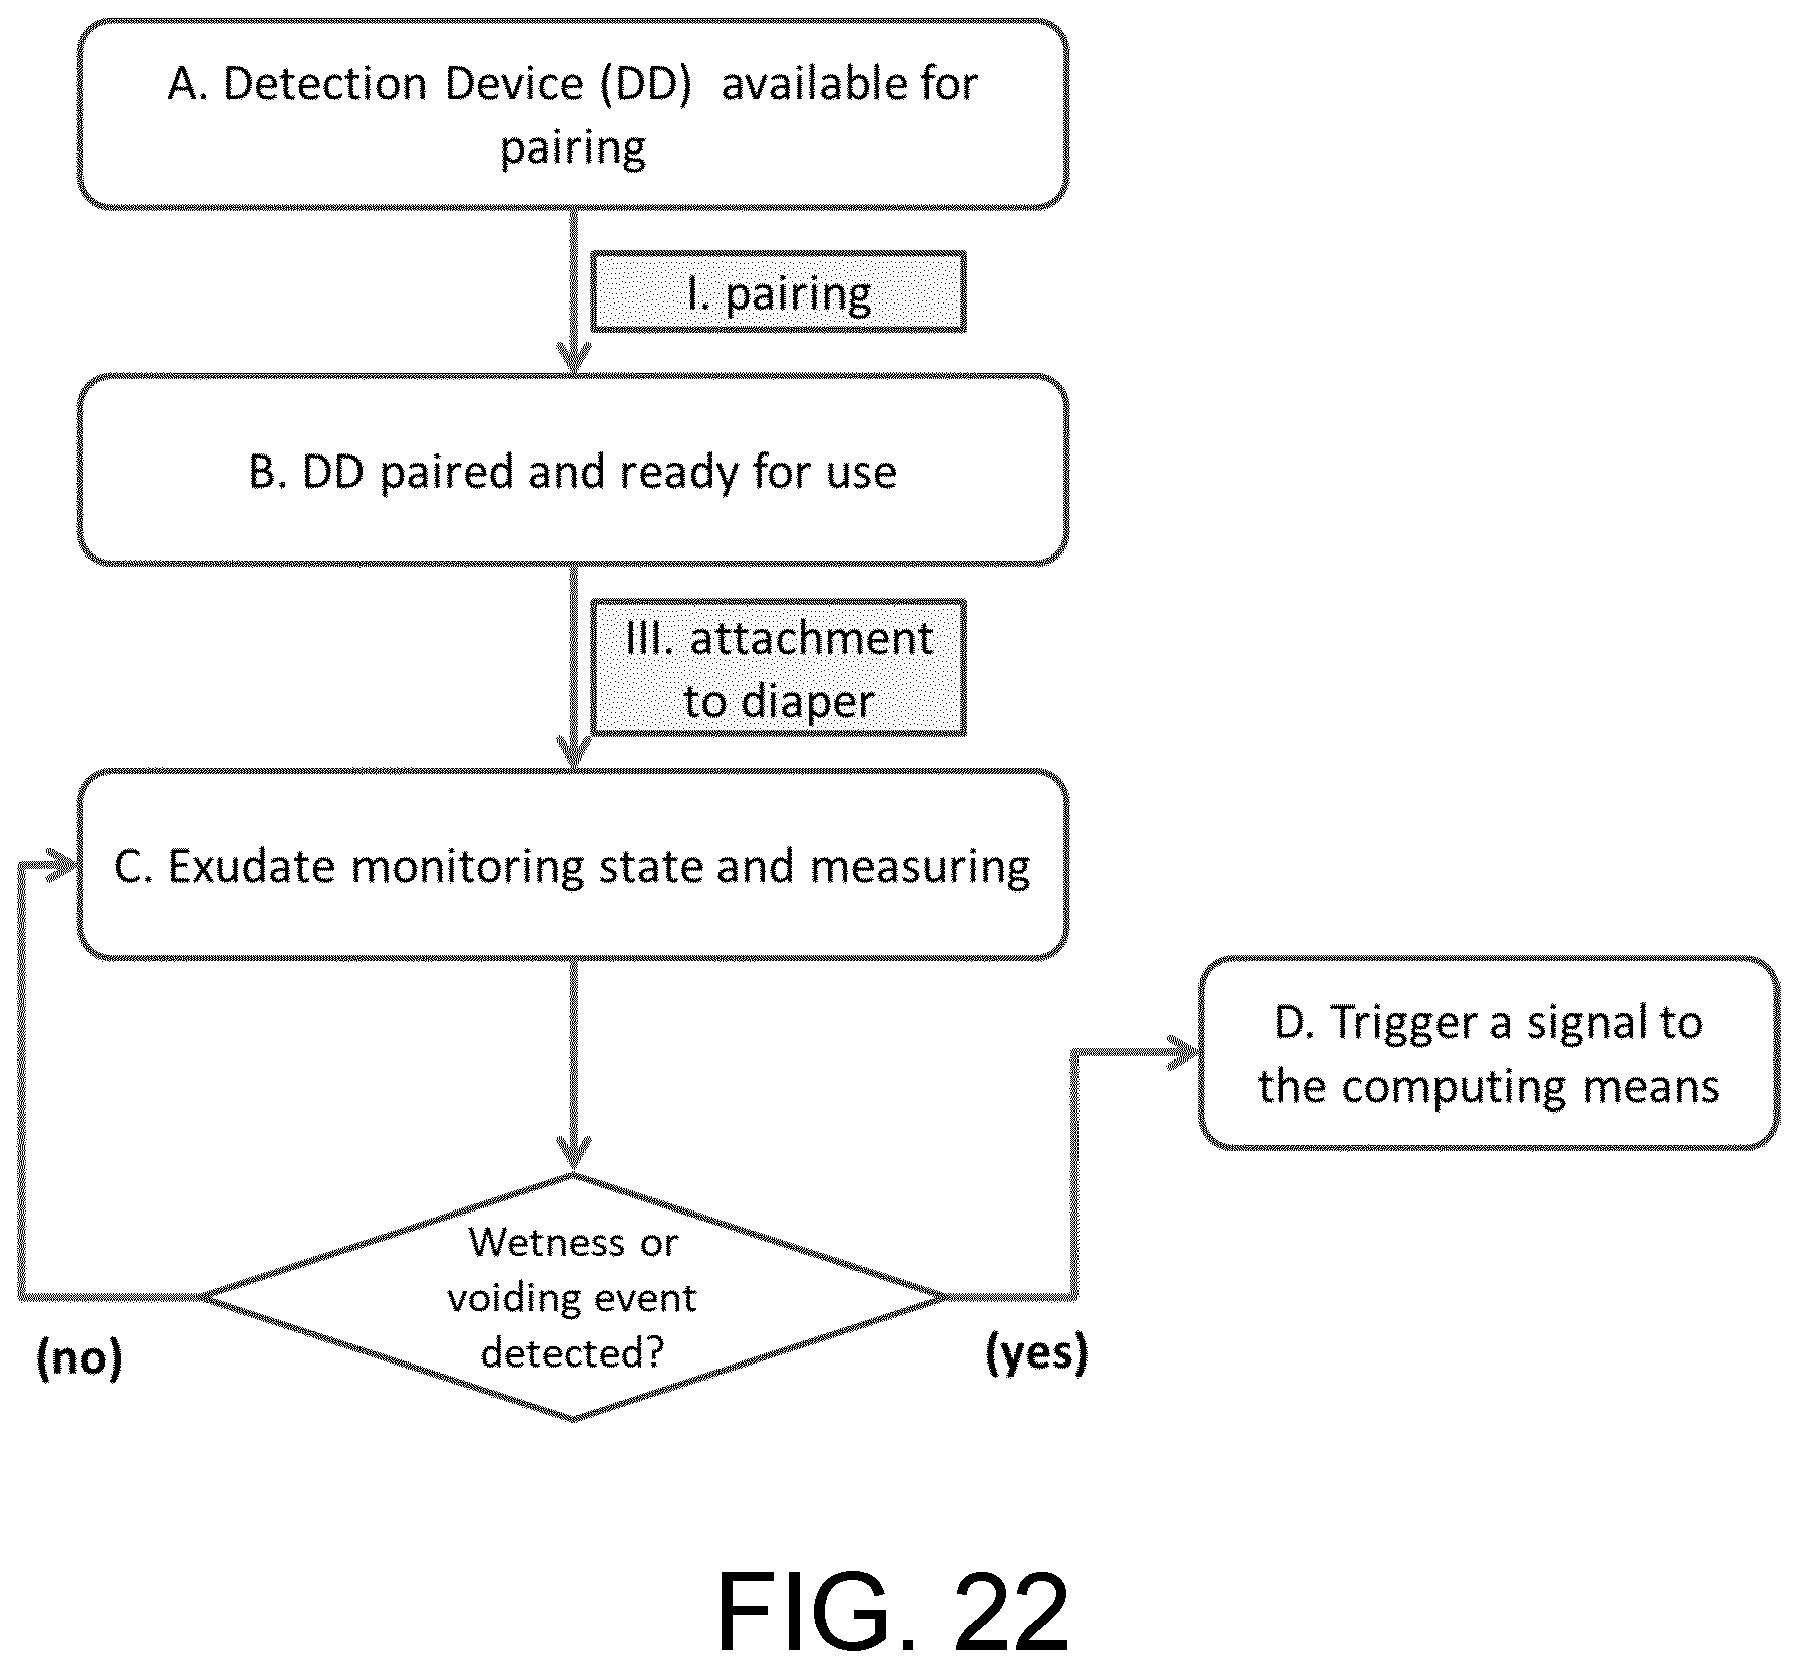 A. Detection Device (DD) available for
pairing
I. pairing
B. DD paired and ready for use
III. attachment
to diaper
C. Exudate monitoring state and measuring
D. Trigger a signal to
the computing means
Wetness or
voiding event
detected?
(no)
(yes)
FIG. 22